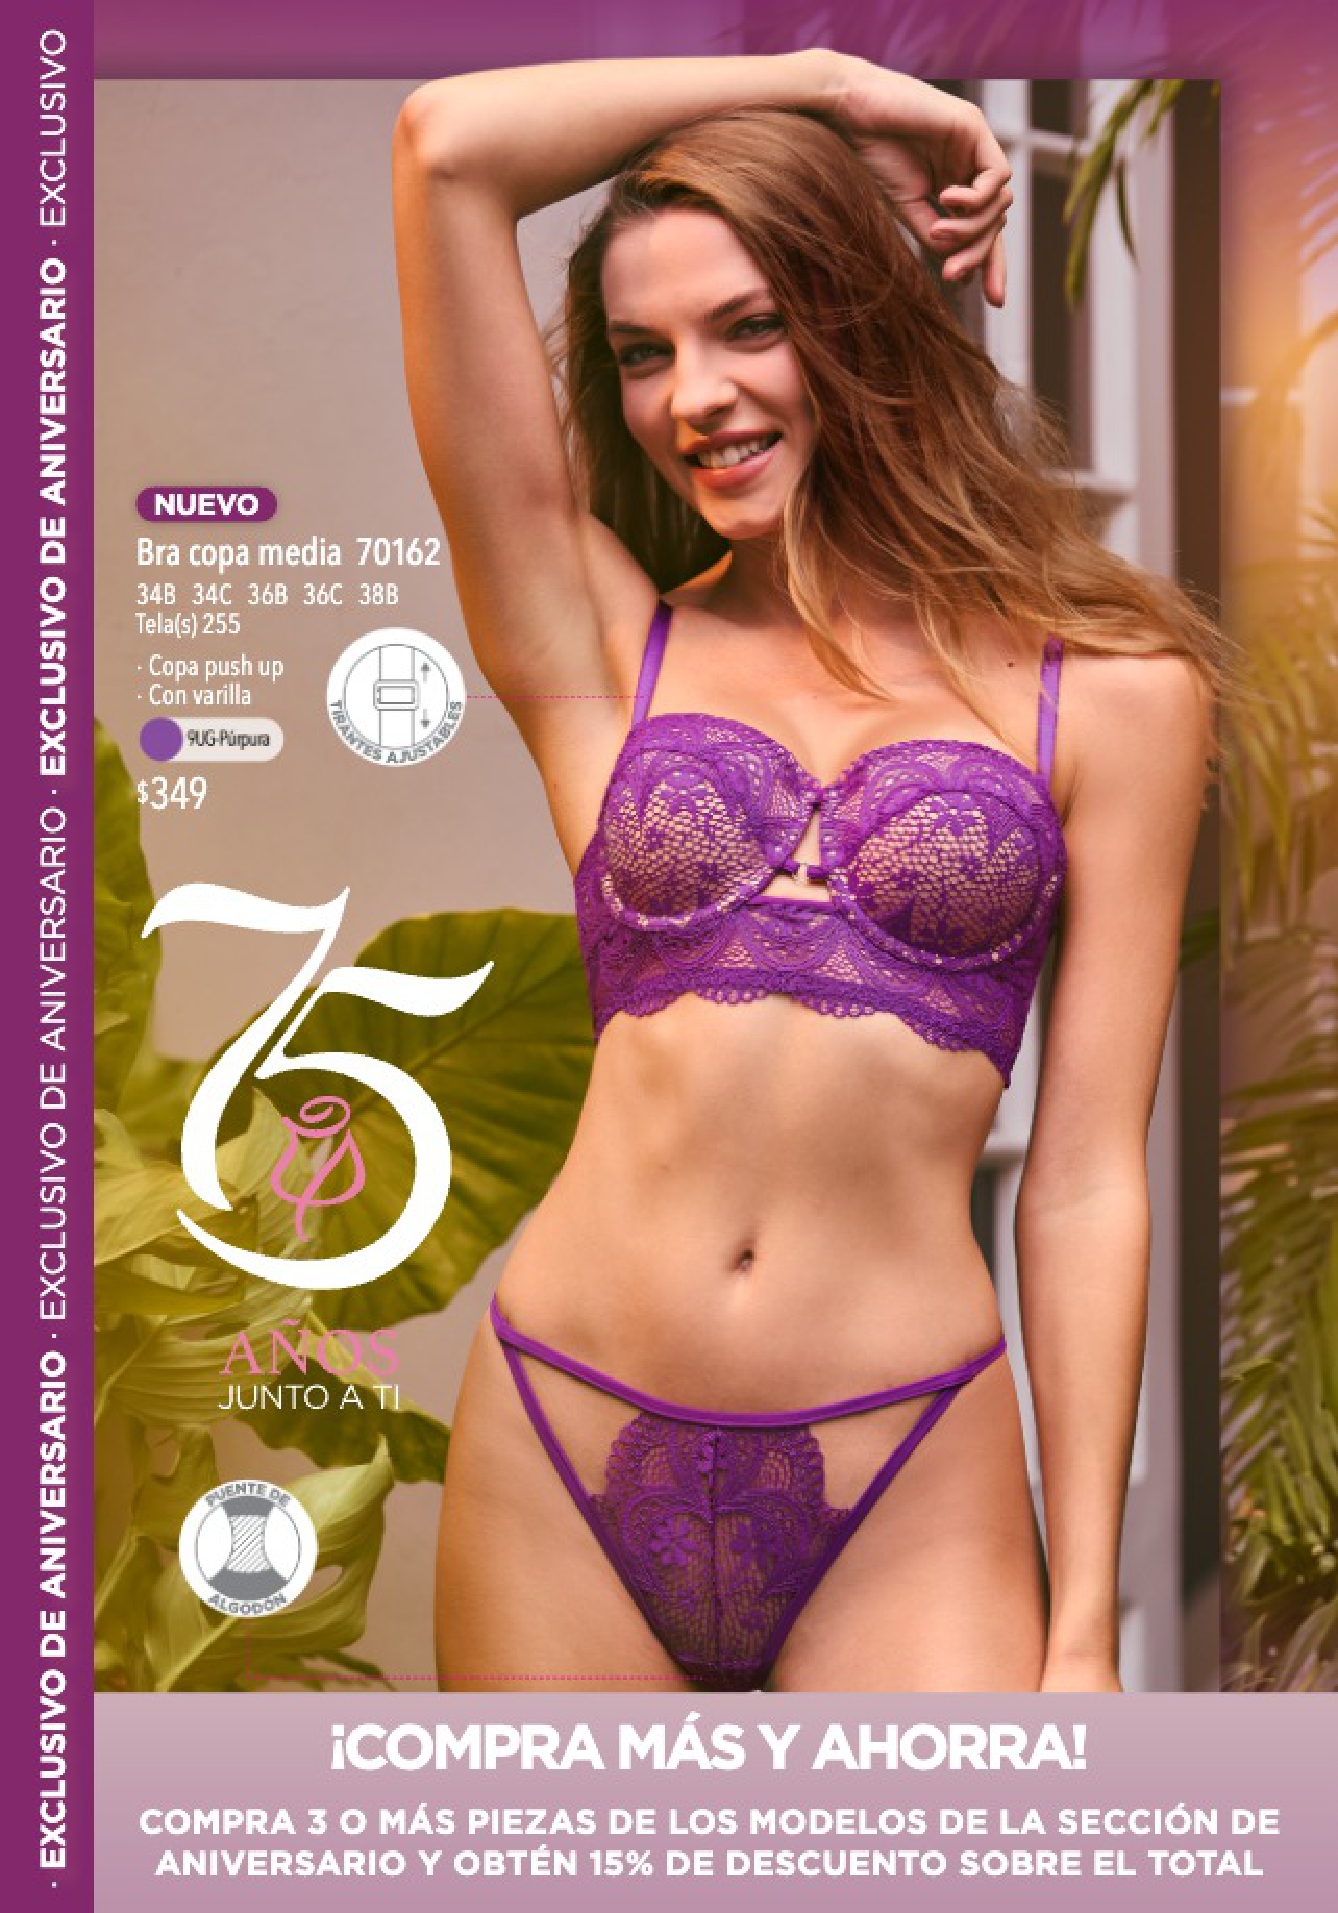 · EXCLUSIVO DE ANIVERSARIO · EXCLUSIVO DE ANIVERSARIO · EXCLUSIVO DE ANIVERSARIO · EXCLUSIVO
NUEVO
Bra copa media 70162
34B 34C 36B 36C 38B
Tela(s) 255
· Copa push up
· Con varilla
9UG-Púrpura
$349
TIRANTES AJUSTABLES
75
AÑOS
JUNTO A TI
PUENTE DE
ALGODÓN
¡COMPRA MÁS Y AHORRA!
COMPRA 3 O MÁS PIEZAS DE LOS MODELOS DE LA SECCIÓN DE
ANIVERSARIO Y OBTÉN 15% DE DESCUENTO SOBRE EL TOTAL